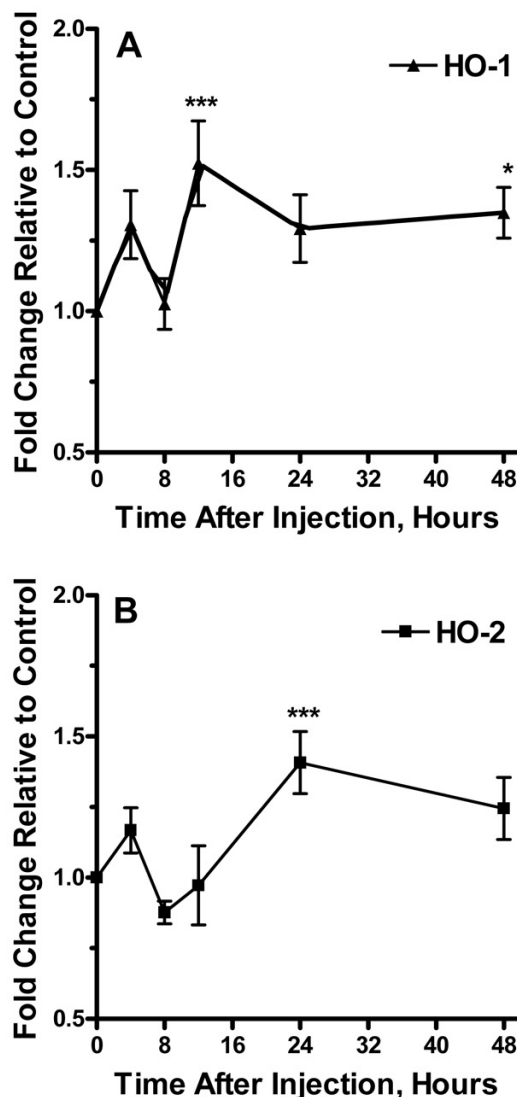 A
HO-1
Fold Change Relative to Control
2.0
1.5
1.0
0.5
***
*
0 8 16 24 32 40 48
Time After Injection, Hours
B
HO-2
Fold Change Relative to Control
2.0
1.5
1.0
0.5
***
0 8 16 24 32 40 48
Time After Injection, Hours